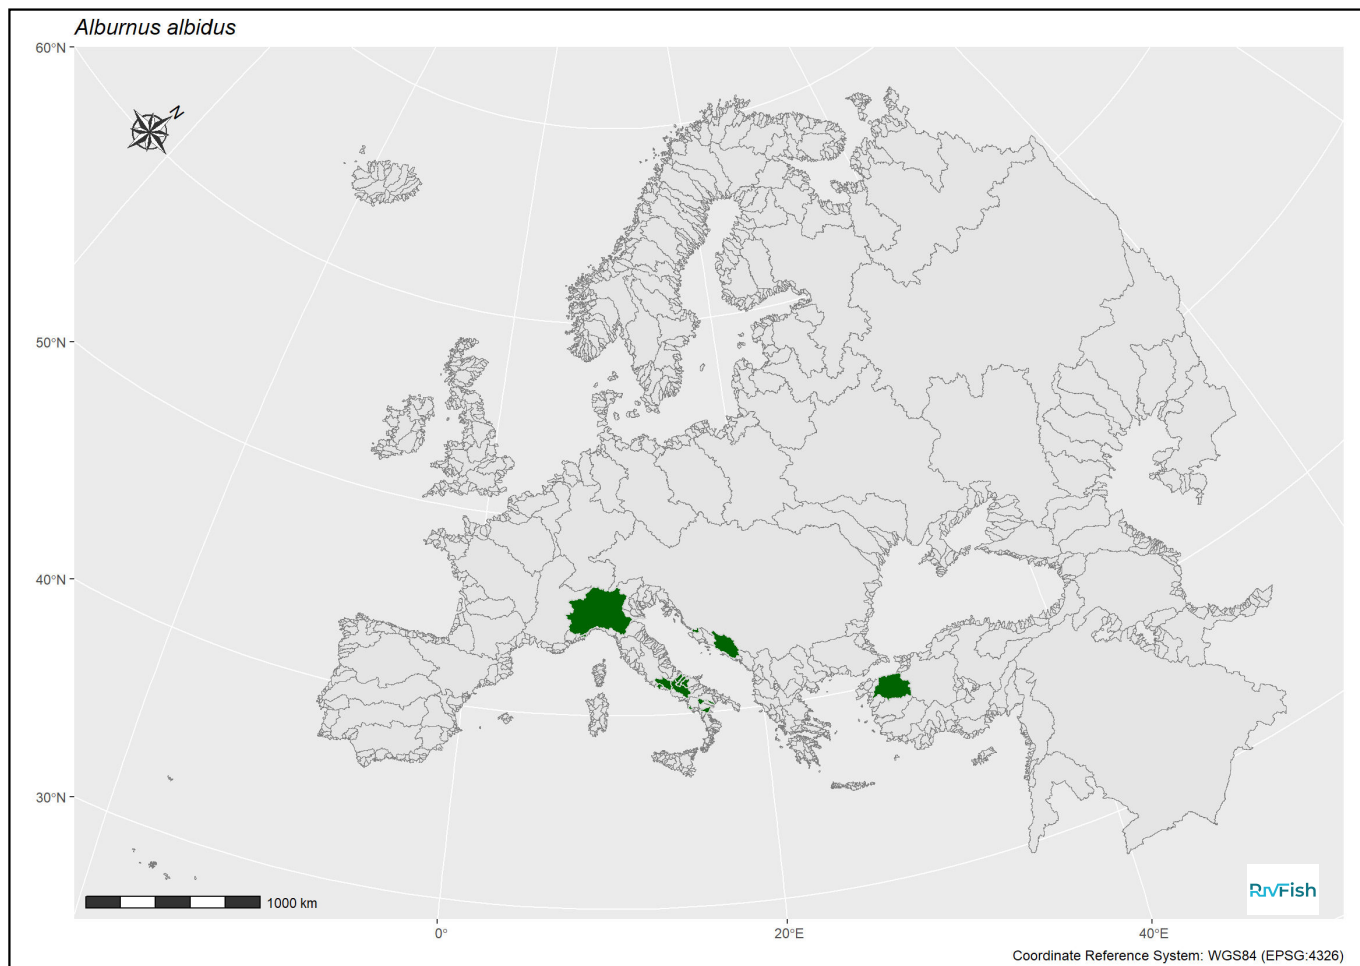 Alburnus albidus
60°N
N
50°N
40°N
30°N
1000 km
RIVFISH
0°
20°E
40°E
Coordinate Reference System: WGS84 (EPSG:4326)